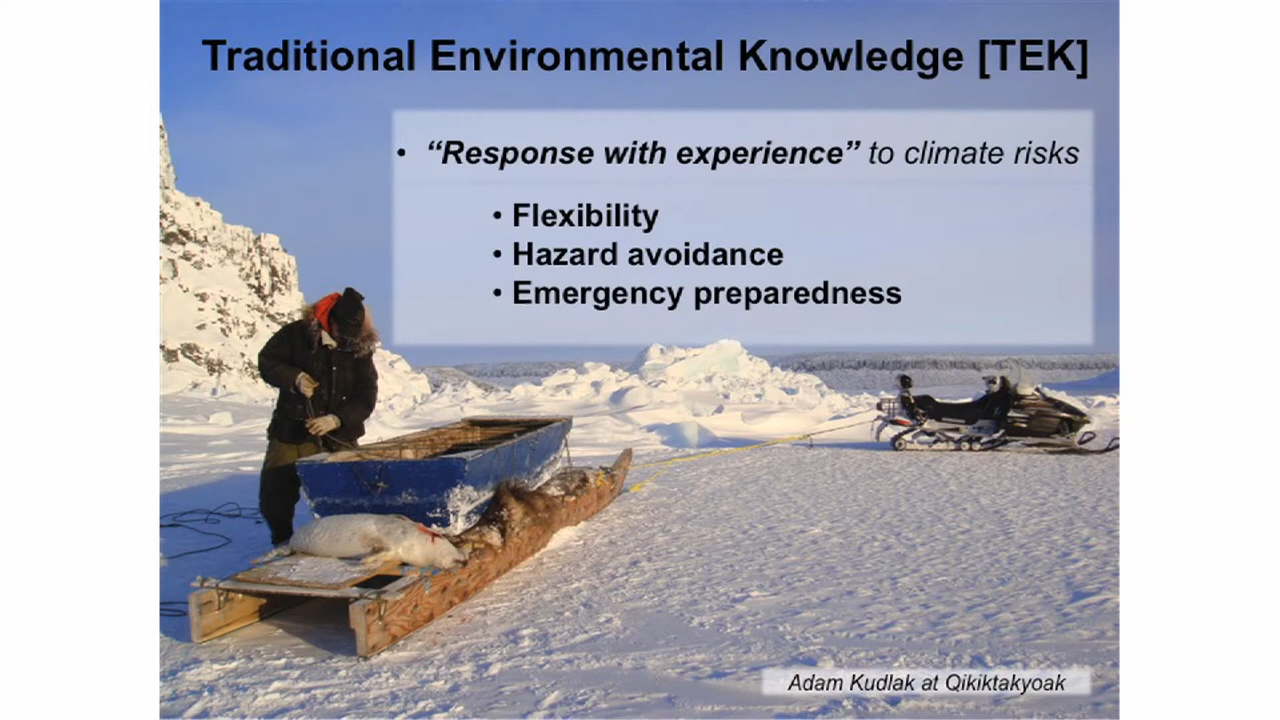 Traditional Environmental Knowledge [TEK]
• “Response with experience” to climate risks
• Flexibility
• Hazard avoidance
• Emergency preparedness
Adam Kudlak at Qikiktakyoak